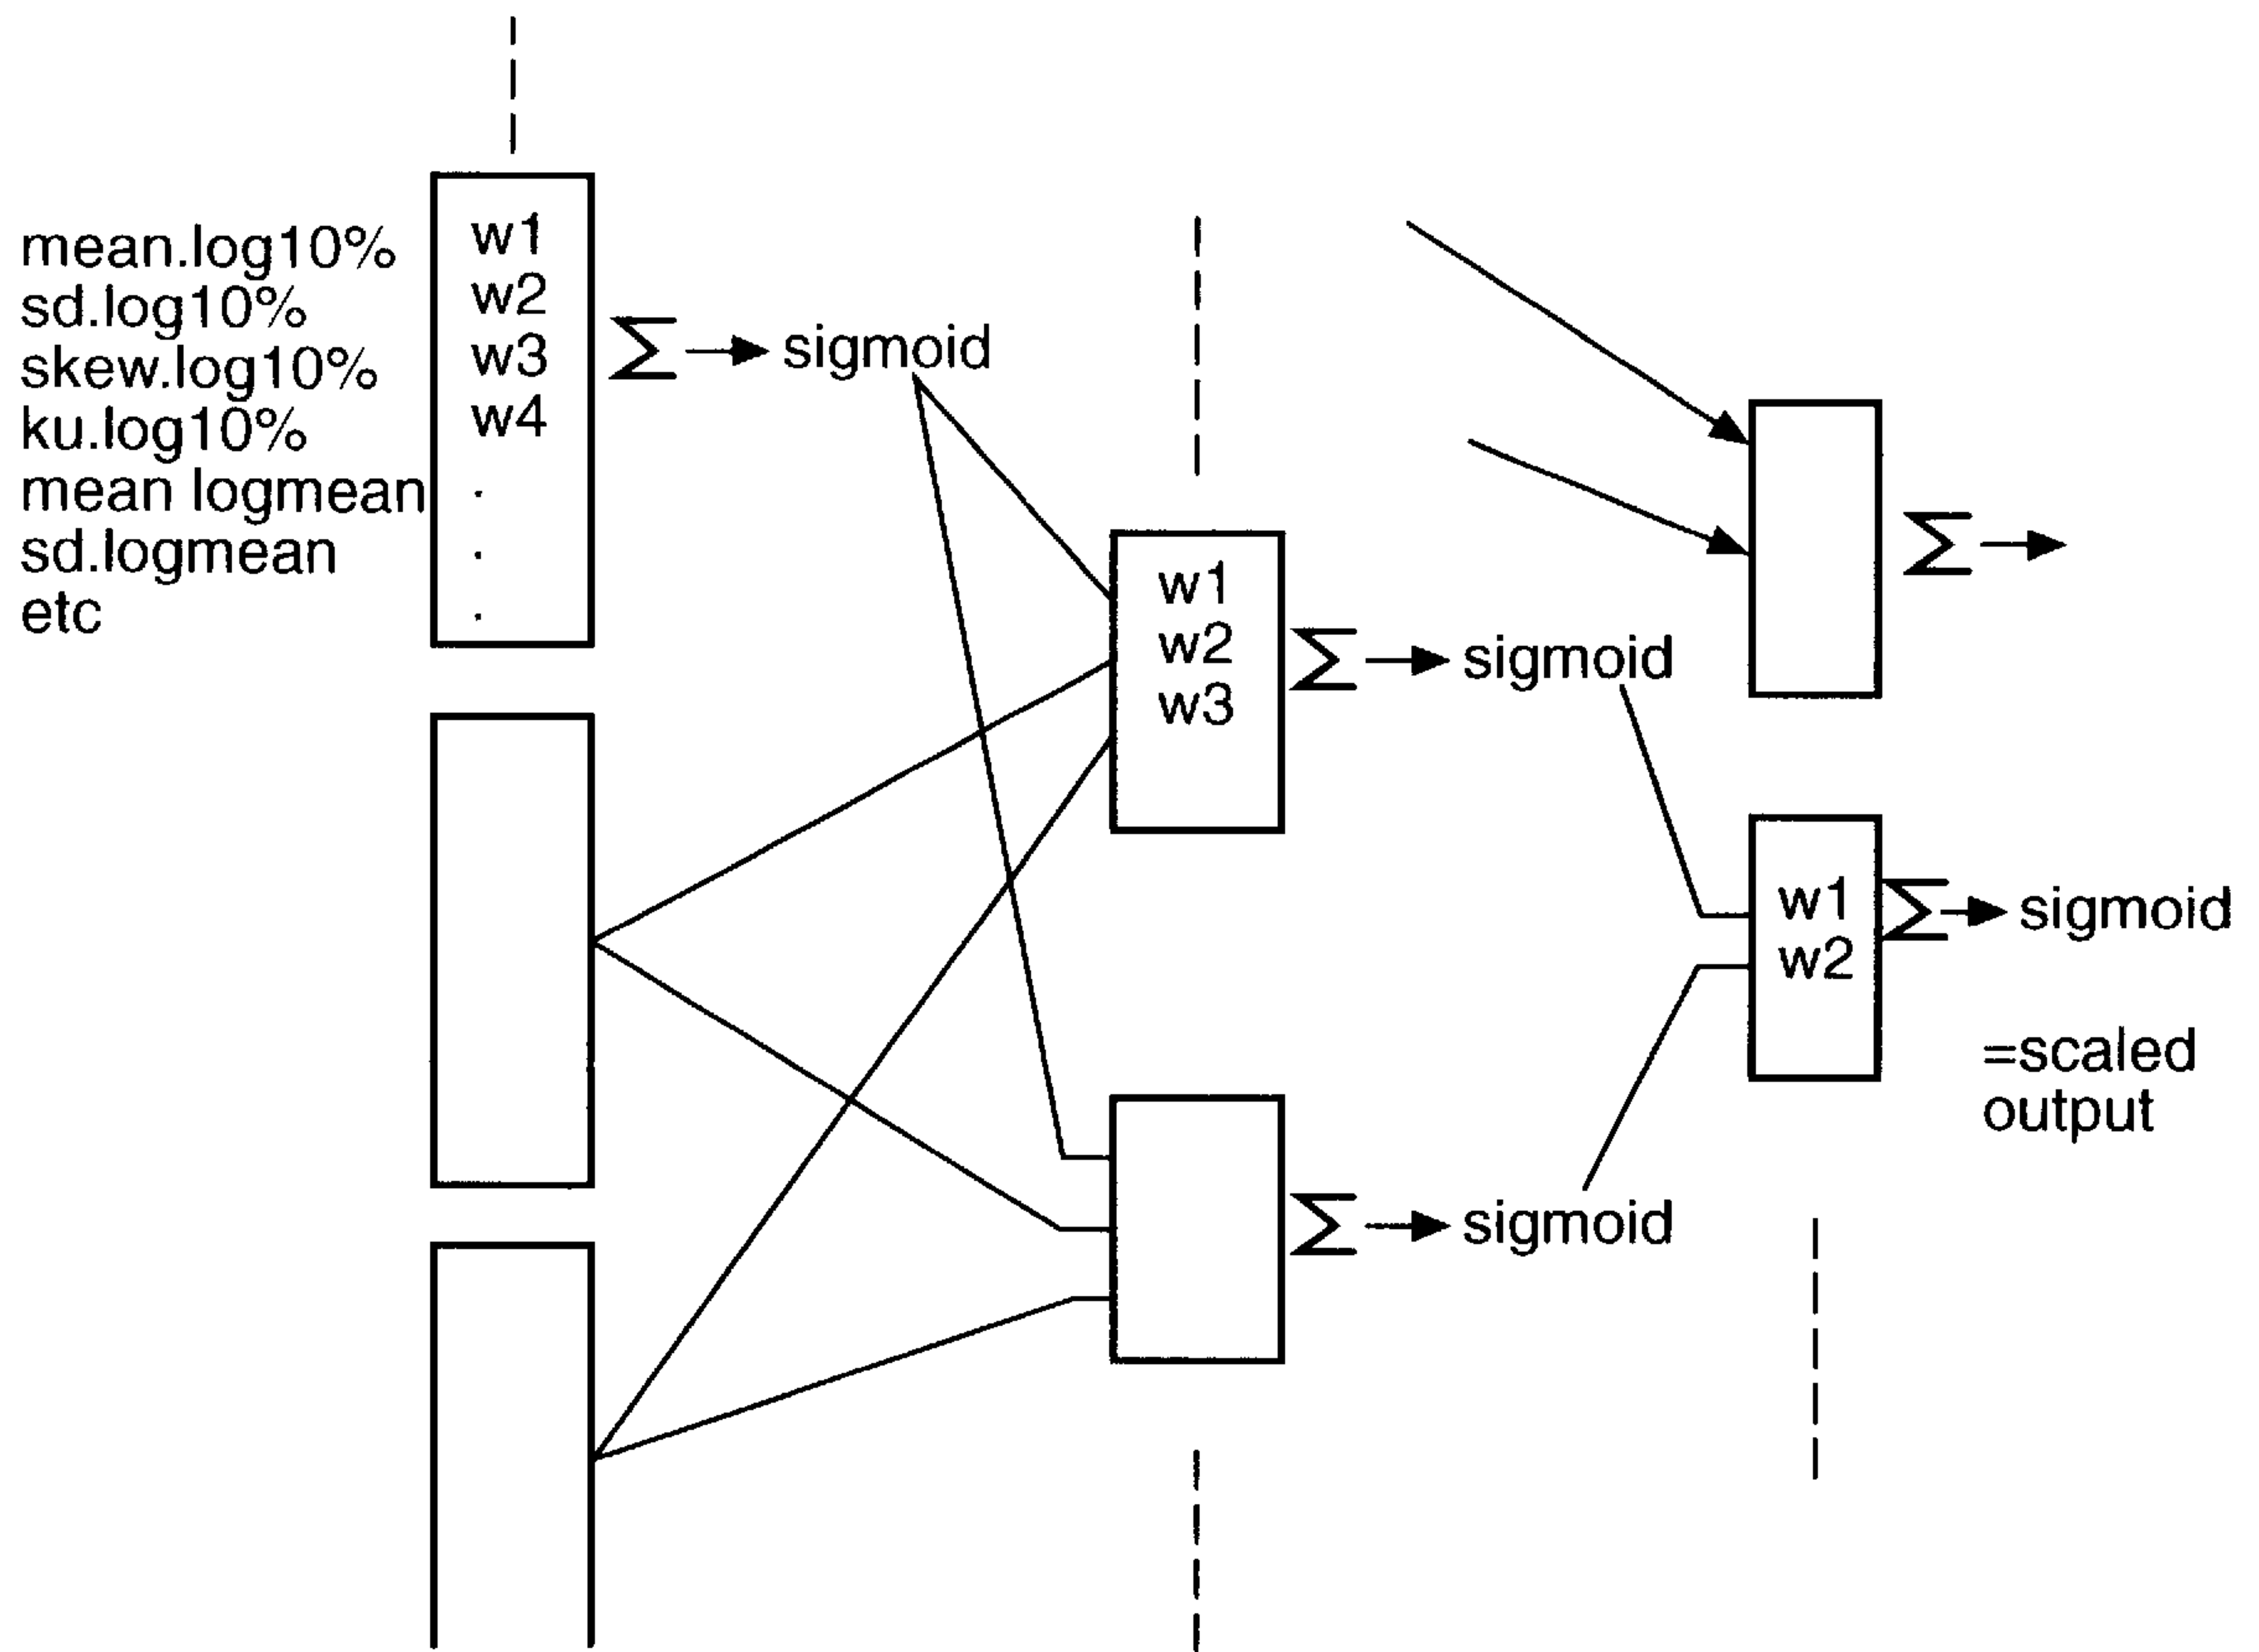 mean.log10%
sd.log10%
skew.log10%
ku.log10%
mean logmean
sd.logmean
etc
w1
w2
w3
w4
.
.
.
Σ → sigmoid
w1
w2
w3
Σ → sigmoid
Σ → sigmoid
Σ →
w1
w2
Σ → sigmoid
=scaled
output